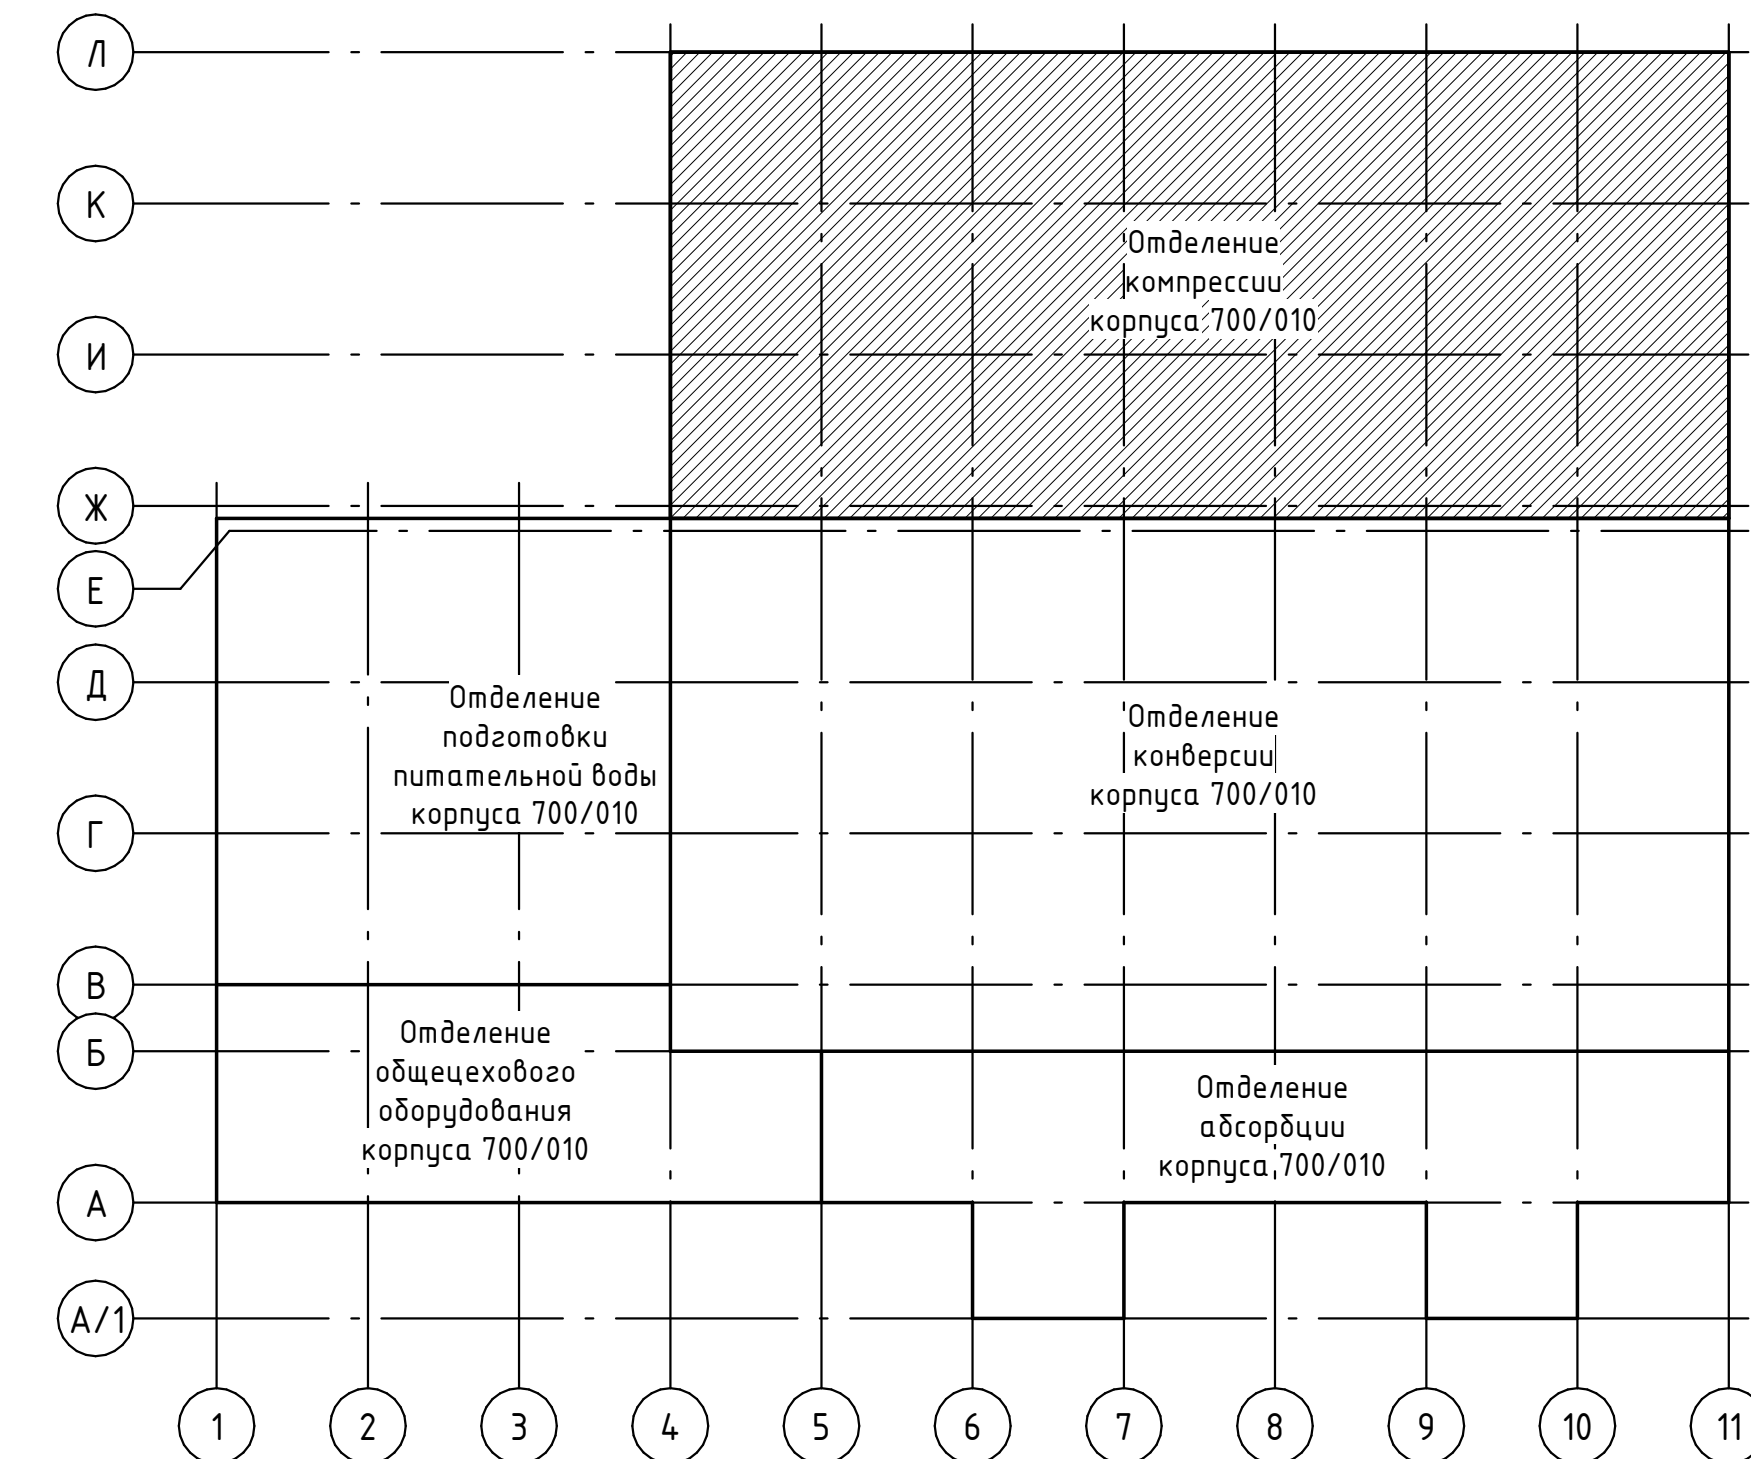 Л
К
Отделение
компрессии
корпуса 700/010
И
Ж
Е
Д
Отделение
подготовки
питательной воды
корпуса 700/010
Отделение
конверсии
корпуса 700/010
Г
В
Б
Отделение
общецехового
оборудования
корпуса 700/010
Отделение
абсорбции
корпуса 700/010
А
А/1
1 2 3 4 5 6 7 8 9 10 11